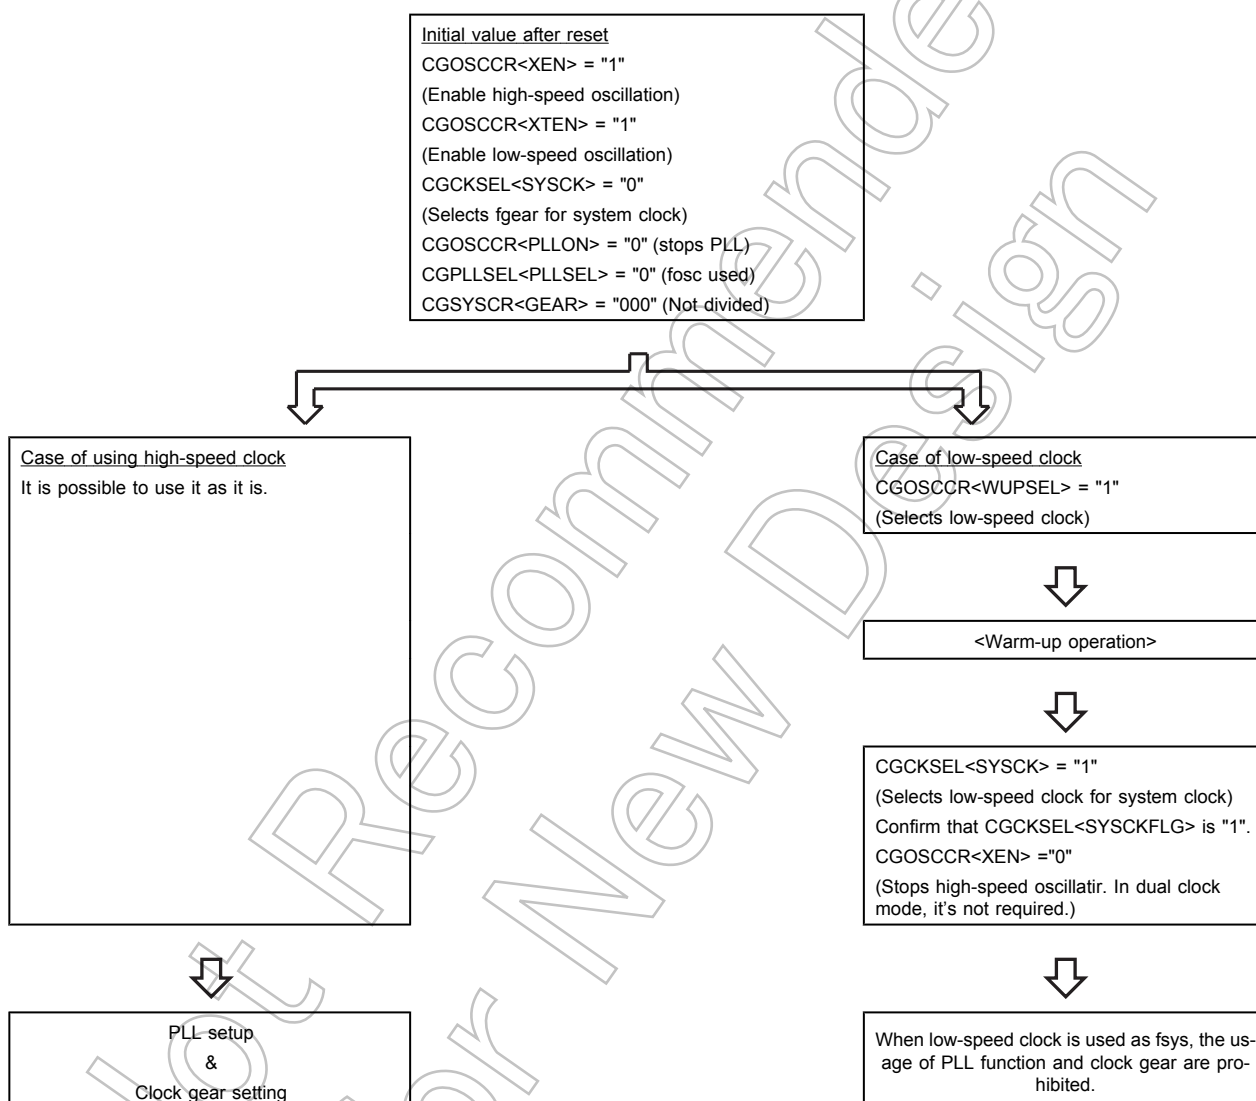 Initial value after reset
CGOSCCR<XEN> = "1"
(Enable high-speed oscillation)
CGOSCCR<XTEN> = "1"
(Enable low-speed oscillation)
CGCKSEL<SYSCK> = "0"
(Selects fgear for system clock)
CGOSCCR<PLLON> = "0" (stops PLL)
CGPLLSEL<PLLSEL> = "0" (fosc used)
CGSYSCR<GEAR> = "000" (Not divided)
Case of using high-speed clock
It is possible to use it as it is.
PLL setup
&
Clock gear setting
Case of low-speed clock
CGOSCCR<WUPSEL> = "1"
(Selects low-speed clock)
<Warm-up operation>
CGCKSEL<SYSCK> = "1"
(Selects low-speed clock for system clock)
Confirm that CGCKSEL<SYSCKFLG> is "1".
CGOSCCR<XEN> ="0"
(Stops high-speed oscillatir. In dual clock
mode, it's not required.)
When low-speed clock is used as fsys, the us-
age of PLL function and clock gear are pro-
hibited.
Not Recommende
or New Design